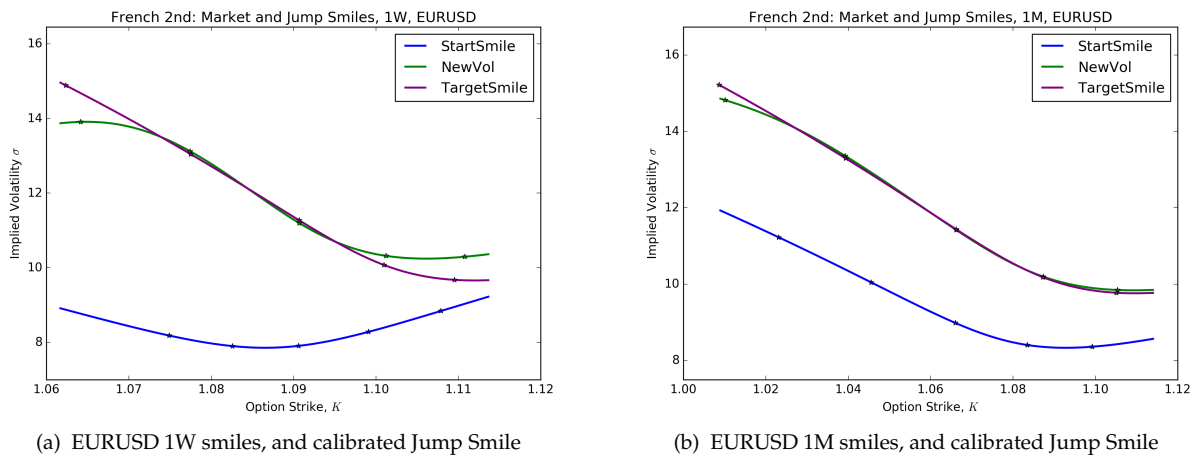 French 2nd: Market and Jump Smiles, 1W, EURUSD
StartSmile
NewVol
TargetSmile
Implied Volatility σ
16
14
12
10
8
1.06 1.07 1.08 1.09 1.10 1.11 1.12
Option Strike, K
(a) EURUSD 1W smiles, and calibrated Jump Smile
French 2nd: Market and Jump Smiles, 1M, EURUSD
StartSmile
NewVol
TargetSmile
Implied Volatility σ
16
14
12
10
8
1.00 1.02 1.04 1.06 1.08 1.10 1.12
Option Strike, K
(b) EURUSD 1M smiles, and calibrated Jump Smile